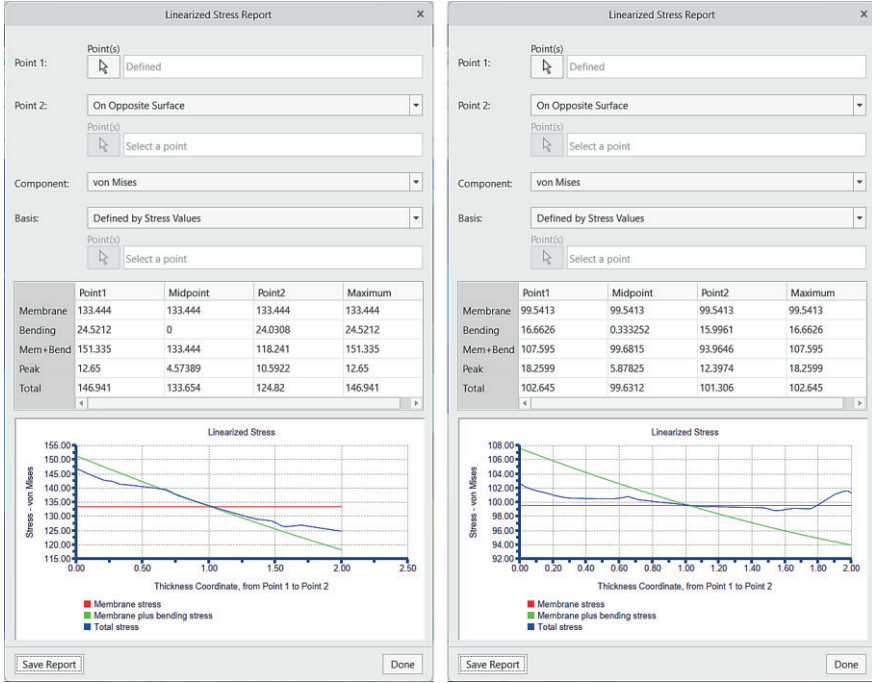 Linearized Stress Report x
Point(s)
Point 1: Defined
Point 2: On Opposite Surface
Point(s)
Select a point
Component: von Mises
Basis: Defined by Stress Values
Point(s)
Select a point
Point1 Midpoint Point2 Maximum
Membrane 133.444 133.444 133.444 133.444
Bending 24.5212 0 24.0308 24.5212
Mem+Bend 151.335 133.444 118.241 151.335
Peak 12.65 4.57389 10.5922 12.65
Total 146.941 133.654 124.82 146.941
Linearized Stress
155.00
150.00
145.00
140.00
135.00
130.00
125.00
120.00
115.00
Stress - von Mises
0.00 0.50 1.00 1.50 2.00 2.50
Thickness Coordinate, from Point 1 to Point 2
Membrane stress
Membrane plus bending stress
Total stress
Save Report Done
Linearized Stress Report x
Point(s)
Point 1: Defined
Point 2: On Opposite Surface
Point(s)
Select a point
Component: von Mises
Basis: Defined by Stress Values
Point(s)
Select a point
Point1 Midpoint Point2 Maximum
Membrane 99.5413 99.5413 99.5413 99.5413
Bending 16.6626 0.333252 15.9961 16.6626
Mem+Bend 107.595 99.6815 93.9646 107.595
Peak 18.2599 5.87825 12.3974 18.2599
Total 102.645 99.6312 101.306 102.645
Linearized Stress
108.00
106.00
104.00
102.00
100.00
98.00
96.00
94.00
92.00
Stress - von Mises
0.00 0.20 0.40 0.60 0.80 1.00 1.20 1.40 1.60 1.80 2.00
Thickness Coordinate, from Point 1 to Point 2
Membrane stress
Membrane plus bending stress
Total stress
Save Report Done